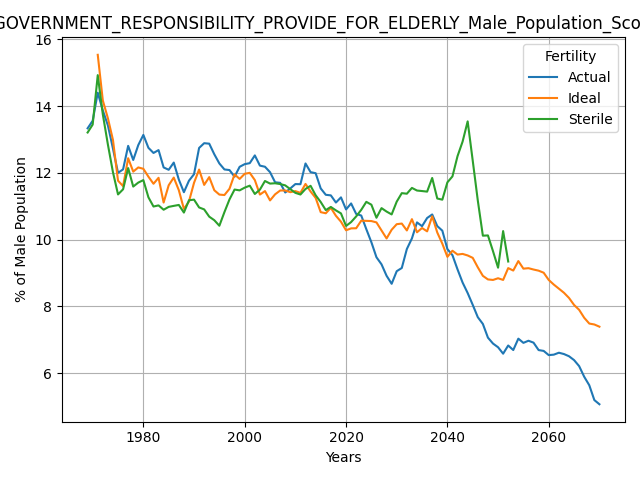 GOVERNMENT_RESPONSIBILITY_PROVIDE_FOR_ELDERLY_Male_Population_Sco
16
14
12
10
8
6
% of Male Population
1980 2000 2020 2040 2060
Years
Fertility
Actual
Ideal
Sterile